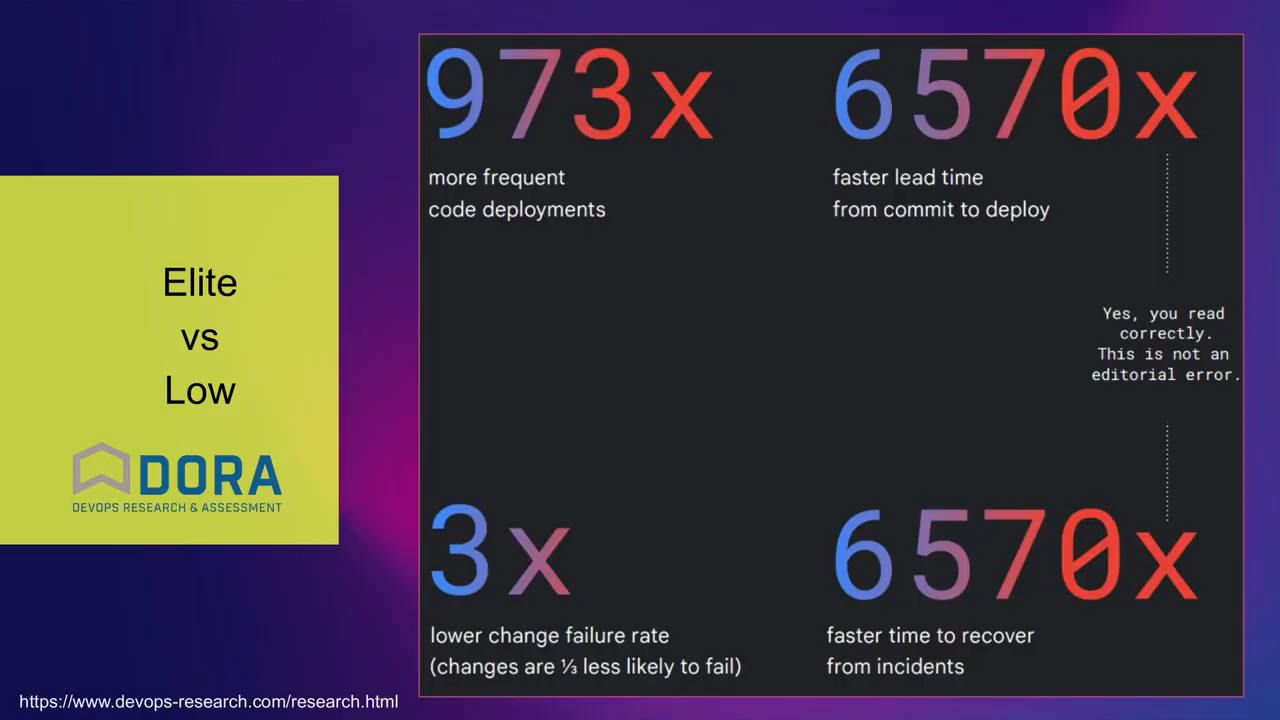 Elite
vs
Low
DORA
DEVOPS RESEARCH & ASSESSMENT
973x
more frequent
code deployments
6570x
faster lead time
from commit to deploy
Yes, you read
correctly.
This is not an
editorial error.
3x
lower change failure rate
(changes are ⅓ less likely to fail)
6570x
faster time to recover
from incidents
https://www.devops-research.com/research.html